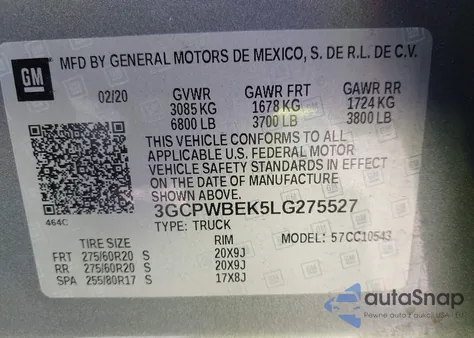 GM
MFD BY GENERAL MOTORS DE MEXICO, S. DE R.L. DE C.V.
02/20 GVWR GAWR FRT GAWR RR
3085 KG 1678 KG 1724 KG
6800 LB 3700 LB 3800 LB
THIS VEHICLE CONFORMS TO ALL
APPLICABLE U.S. FEDERAL MOTOR
VEHICLE SAFETY STANDARDS IN EFFECT
ON THE DATE OF MANUFACTURE
SHOWN ABOVE.
464C
3GCPWBEK5LG275527
TYPE: TRUCK MODEL: 57CC10543
TIRE SIZE RIM
FRT 275/60R20 S 20X9J
RR 275/60R20 S 20X9J
SPA 255/80R17 S 17X8J
autoSnap
Pewne auto z USA